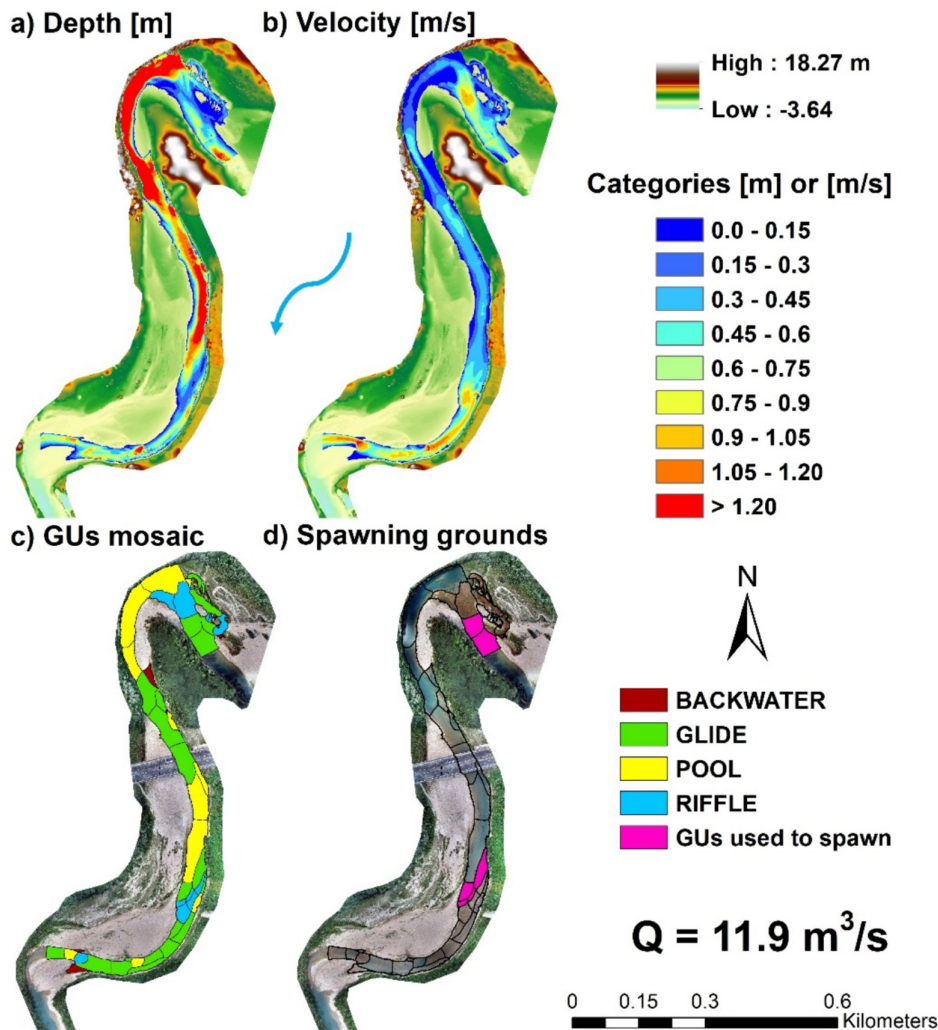 a) Depth [m]
b) Velocity [m/s]
High : 18.27 m
Low : -3.64
Categories [m] or [m/s]
0.0 - 0.15
0.15 - 0.3
0.3 - 0.45
0.45 - 0.6
0.6 - 0.75
0.75 - 0.9
0.9 - 1.05
1.05 - 1.20
> 1.20
c) GUs mosaic
d) Spawning grounds
N
BACKWATER
GLIDE
POOL
RIFFLE
GUs used to spawn
Q = 11.9 m³/s
0 0.15 0.3 0.6
Kilometers